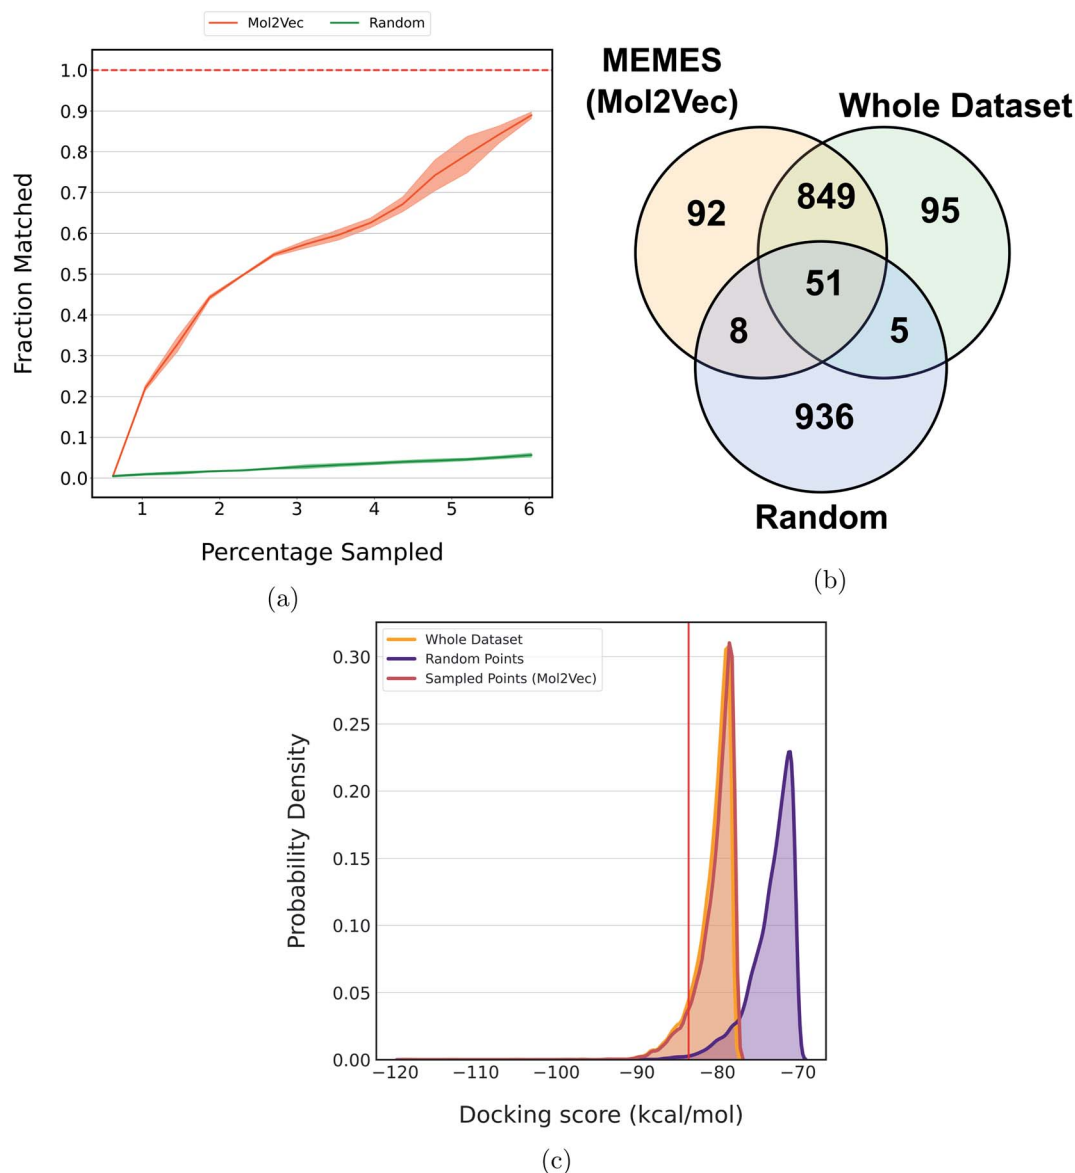 Mol2Vec
Random
1.0
0.9
0.8
0.7
0.6
0.5
0.4
0.3
0.2
0.1
0.0
Fraction Matched
1 2 3 4 5 6
Percentage Sampled
(a)
MEMES
(Mol2Vec)
Whole Dataset
92
849
95
51
8
5
936
Random
(b)
Whole Dataset
Random Points
Sampled Points (Mol2Vec)
0.30
0.25
0.20
0.15
0.10
0.05
0.00
Probability Density
−120 −110 −100 −90 −80 −70
Docking score (kcal/mol)
(c)